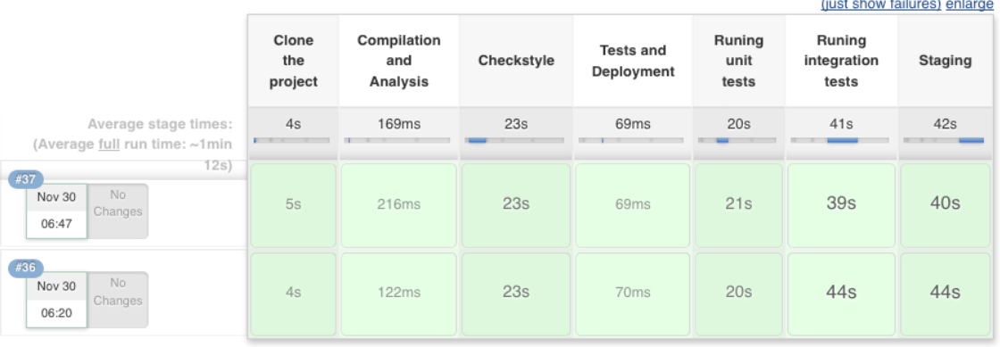 (just show failures) enlarge
Clone the project
Compilation and Analysis
Checkstyle
Tests and Deployment
Runing unit tests
Runing integration tests
Staging
Average stage times:
(Average full run time: ~1min
12s)
4s 169ms 23s 69ms 20s 41s 42s
#37
Nov 30
06:47
No
Changes
5s 216ms 23s 69ms 21s 39s 40s
#36
Nov 30
06:20
No
Changes
4s 122ms 23s 70ms 20s 44s 44s